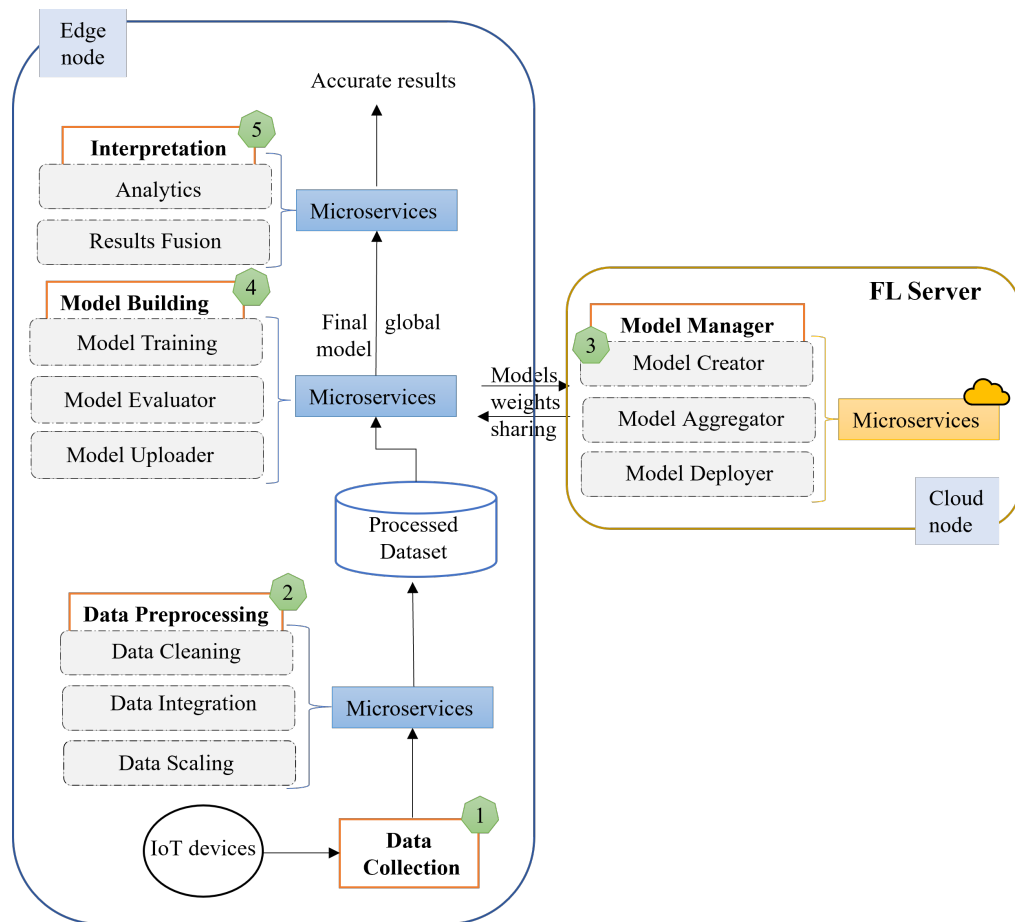 Edge
node
Accurate results
5
Interpretation
Analytics
Results Fusion
Microservices
4
Model Building
Model Training
Model Evaluator
Model Uploader
Final global
model
Microservices
Models
weights
sharing
FL Server
3
Model Manager
Model Creator
Model Aggregator
Model Deployer
Microservices
Cloud
node
Processed
Dataset
2
Data Preprocessing
Data Cleaning
Data Integration
Data Scaling
Microservices
1
IoT devices
Data
Collection